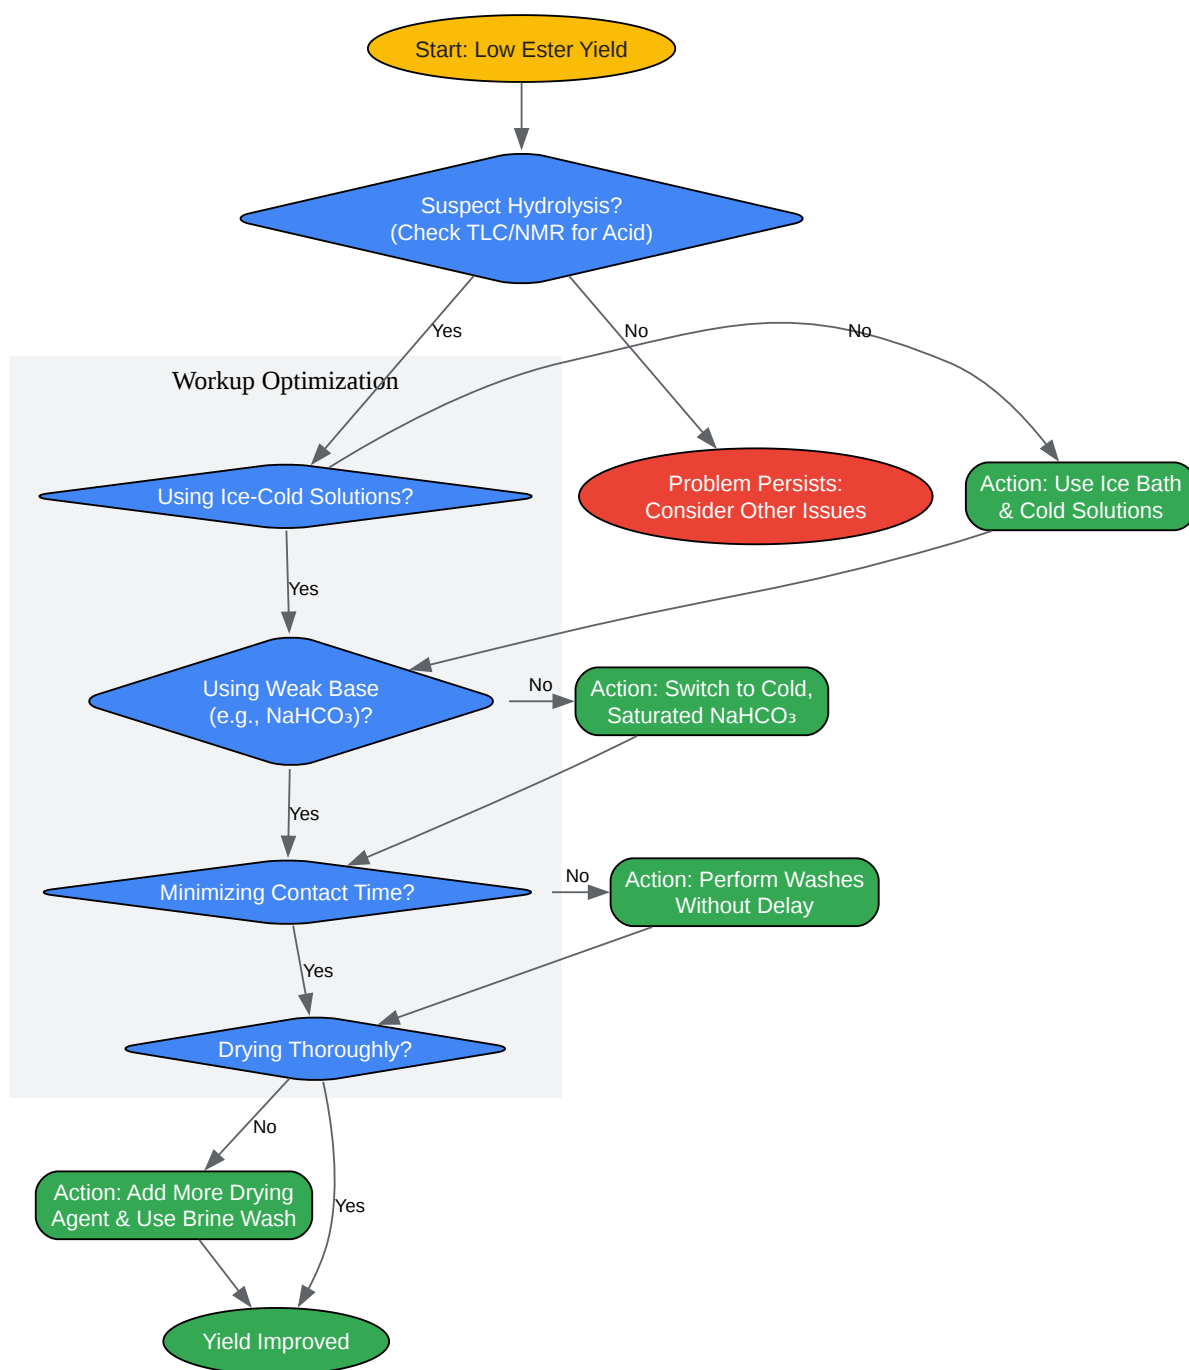 Start: Low Ester Yield
Suspect Hydrolysis?
(Check TLC/NMR for Acid)
Yes
No
No
Workup Optimization
Using Ice-Cold Solutions?
Problem Persists:
Consider Other Issues
Action: Use Ice Bath
& Cold Solutions
Yes
Using Weak Base
(e.g., NaHCO₃)?
No
Action: Switch to Cold,
Saturated NaHCO₃
Yes
Minimizing Contact Time?
No
Action: Perform Washes
Without Delay
Yes
Drying Thoroughly?
No
Action: Add More Drying
Agent & Use Brine Wash
Yes
Yield Improved